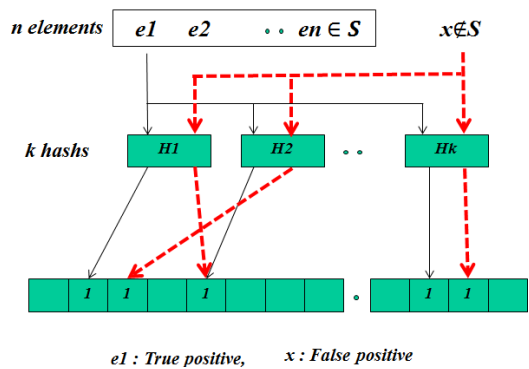 n elements e1 e2 .. en ∈ S x∉S
k hashs H1 H2 .. Hk
1 1 1 . 1 1
e1 : True positive, x : False positive